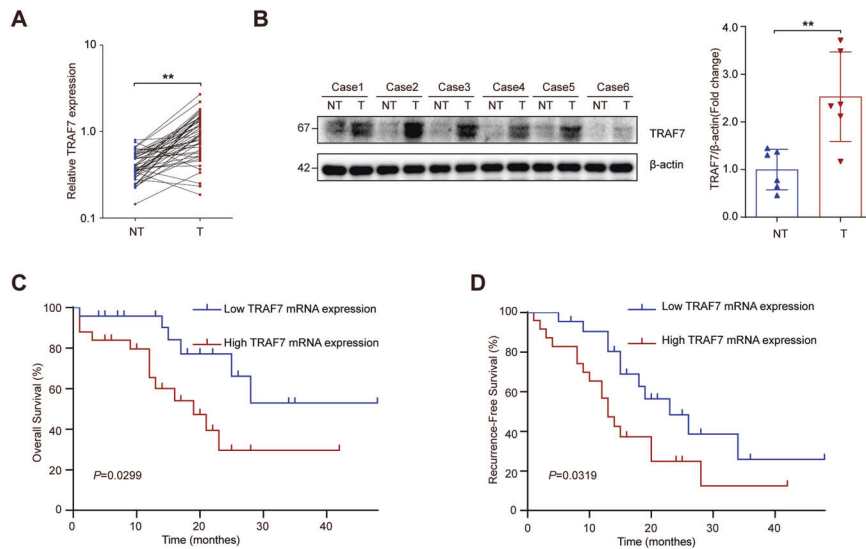 A
Relative TRAF7 expression
10
1.0
0.1
**
NT T
B
Case1 Case2 Case3 Case4 Case5 Case6
NT T NT T NT T NT T NT T NT T
67
TRAF7
42
β-actin
TRAF7/β-actin(Fold change)
4.0
3.0
2.0
1.0
0.0
**
NT T
C
Overall Survival (%)
100
80
60
40
20
0
Low TRAF7 mRNA expression
High TRAF7 mRNA expression
P=0.0299
0 10 20 30 40
Time (monthes)
D
Recurrence-Free Survival (%)
100
80
60
40
20
0
Low TRAF7 mRNA expression
High TRAF7 mRNA expression
P=0.0319
0 10 20 30 40
Time (monthes)